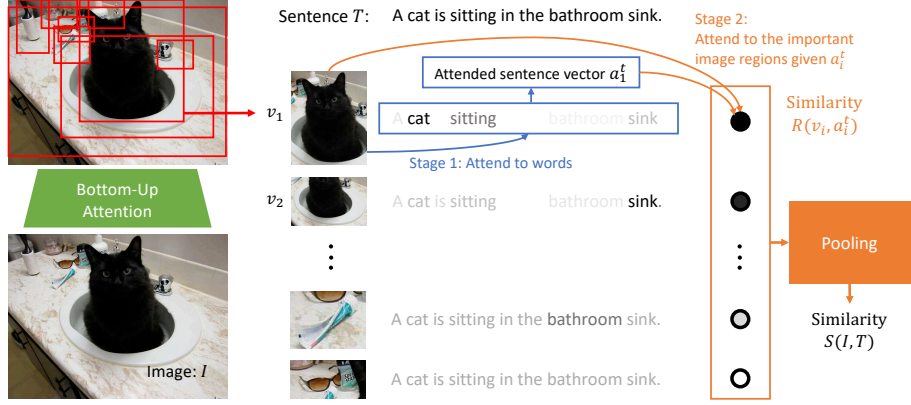 Sentence T: A cat is sitting in the bathroom sink.
Stage 2:
Attend to the important
image regions given a_i^t
Attended sentence vector a_1^t
Similarity
R(v_i, a_i^t)
v_1
A cat sitting bathroom sink
Stage 1: Attend to words
Bottom-Up
Attention
v_2
A cat is sitting bathroom sink.
Pooling
A cat is sitting in the bathroom sink.
Similarity
S(I, T)
Image: I
A cat is sitting in the bathroom sink.